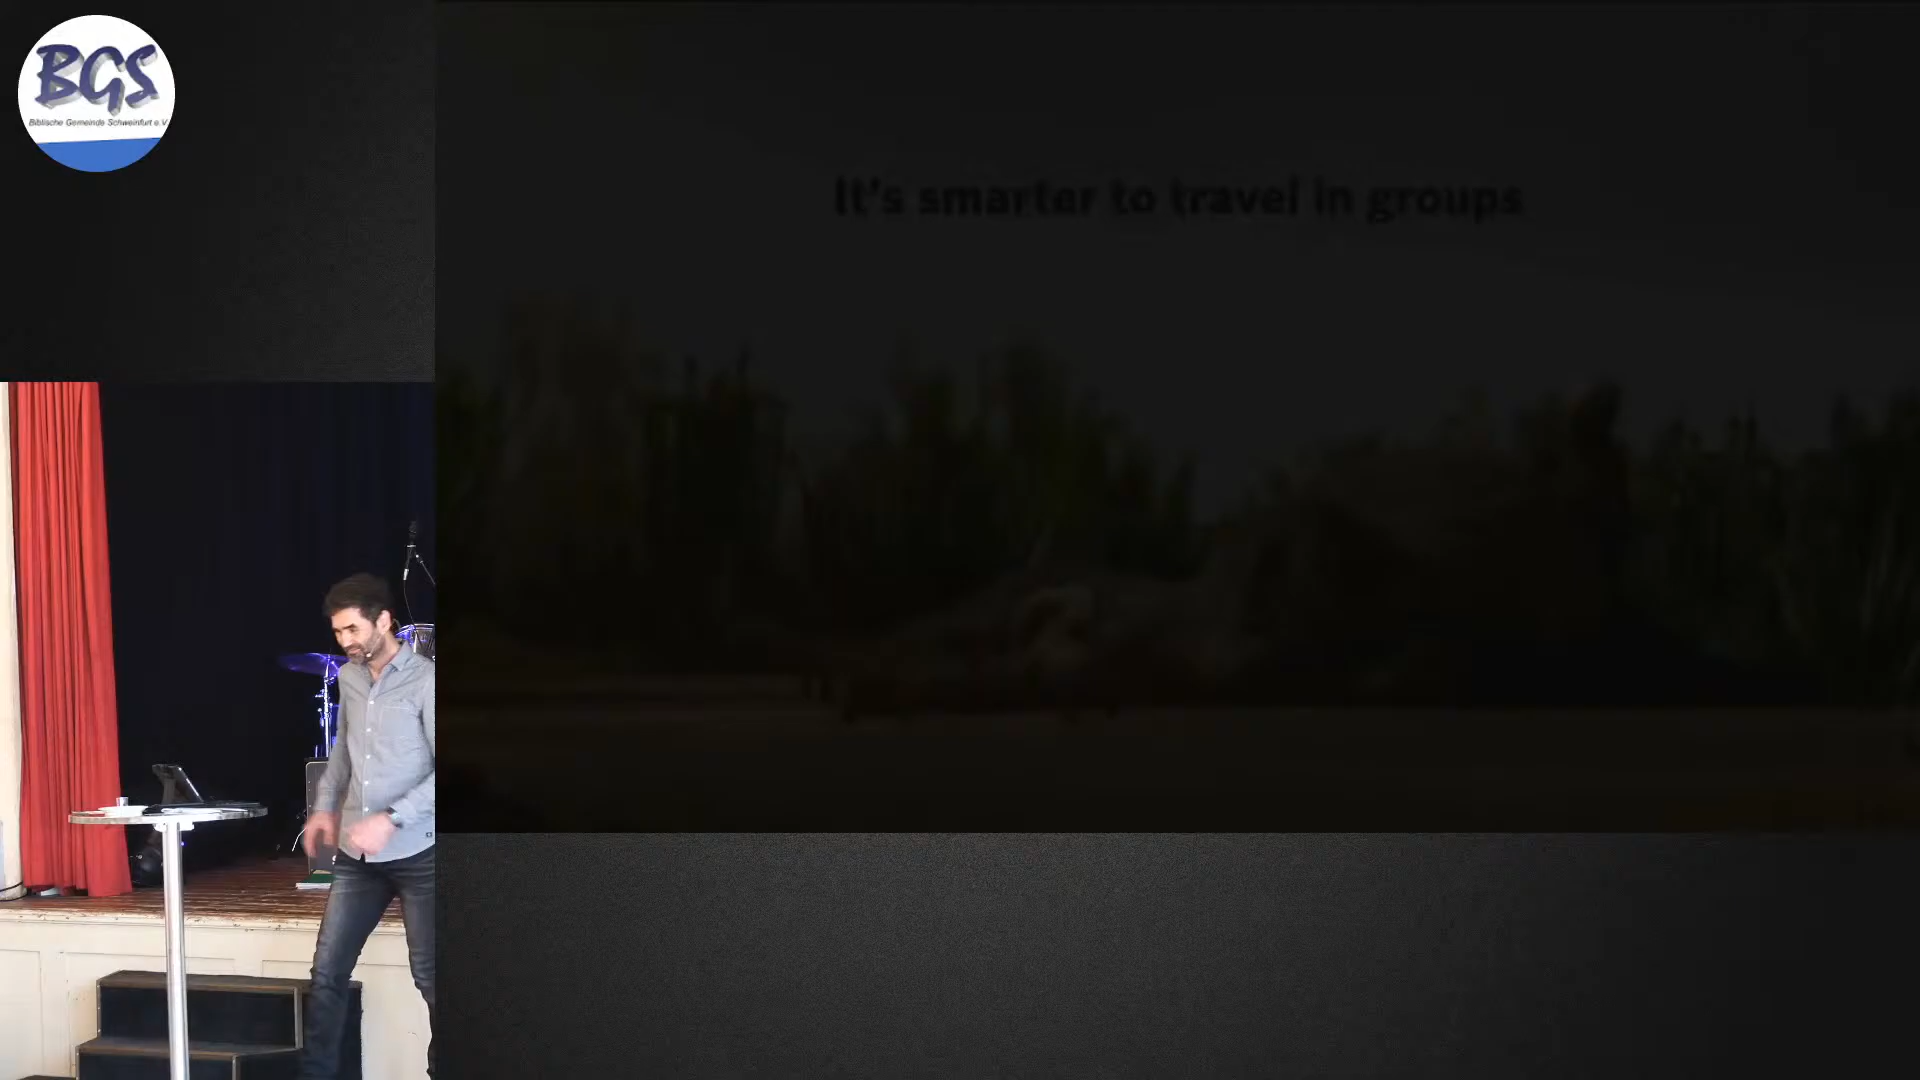 BGS
Biblische Gemeinde Schweinfurt e.V.
It's smarter to travel in groups